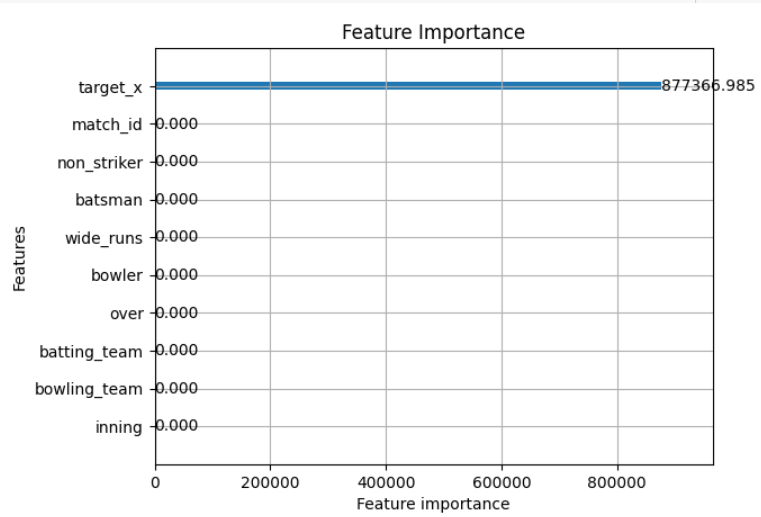 Feature Importance
Features
target_x 877366.985
match_id 0.000
non_striker 0.000
batsman 0.000
wide_runs 0.000
bowler 0.000
over 0.000
batting_team 0.000
bowling_team 0.000
inning 0.000
0 200000 400000 600000 800000
Feature importance